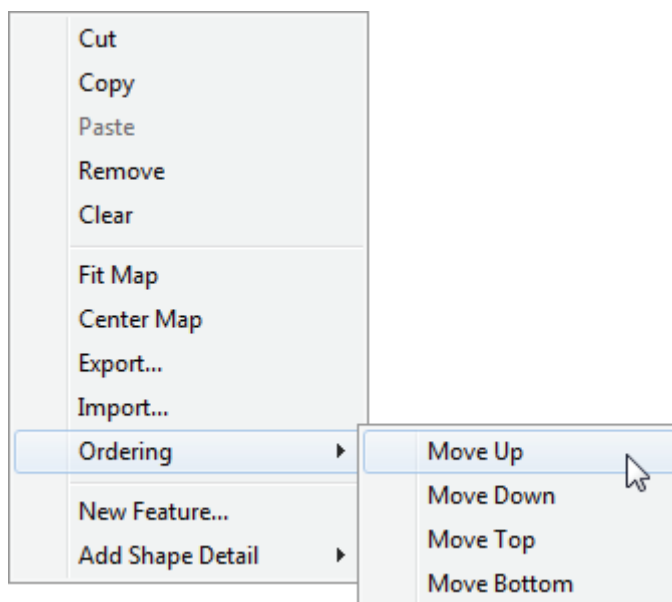 Cut
Copy
Paste
Remove
Clear
Fit Map
Center Map
Export...
Import...
Ordering
Move Up
Move Down
Move Top
Move Bottom
New Feature...
Add Shape Detail